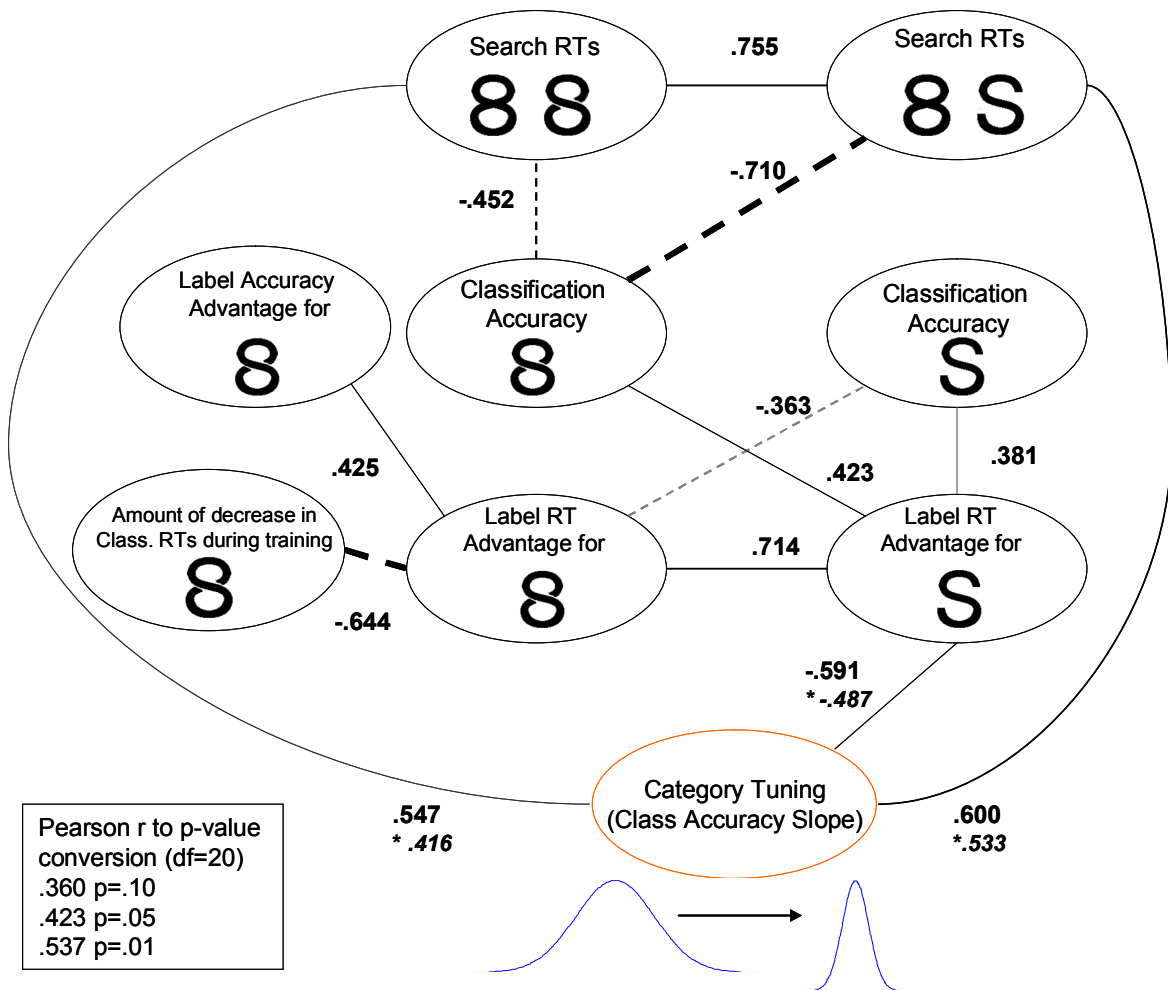 Search RTs
8 8
.755
Search RTs
8 S
-.452
-.710
Label Accuracy
Advantage for
8
Classification
Accuracy
8
Classification
Accuracy
S
-.363
.425
.423
.381
Amount of decrease in
Class. RTs during training
8
Label RT
Advantage for
8
.714
Label RT
Advantage for
S
-.644
-.591
* -.487
Category Tuning
(Class Accuracy Slope)
.547
* .416
.600
*.533
Pearson r to p-value
conversion (df=20)
.360 p=.10
.423 p=.05
.537 p=.01